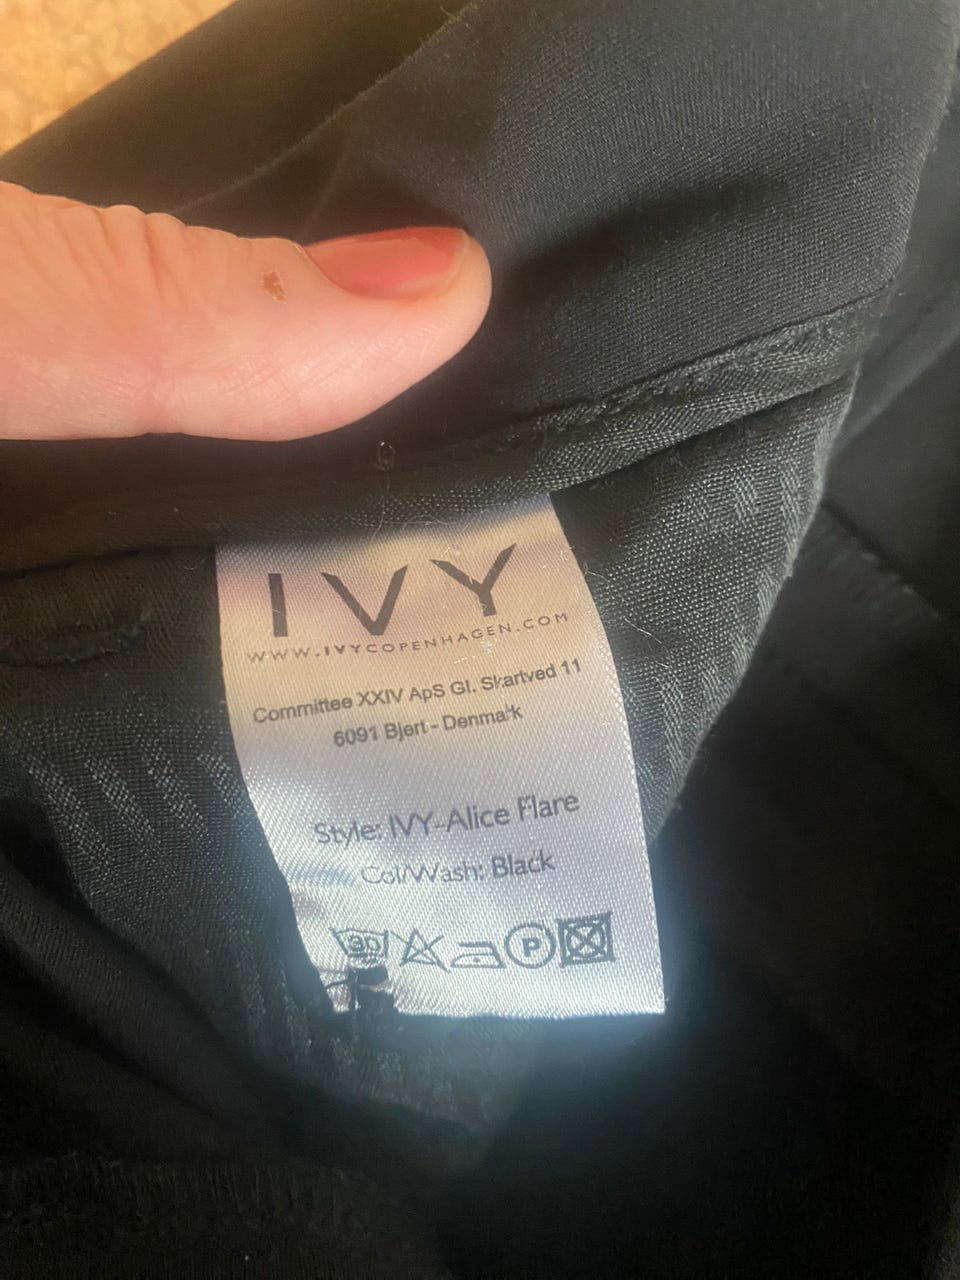 IVY
WWW.IVYCOPENHAGEN.COM
Committee XXIV ApS Gl. Skartved 11
6091 Bjert - Denmark
Style: IVY-Alice Flare
Col/Wash: Black
30 P